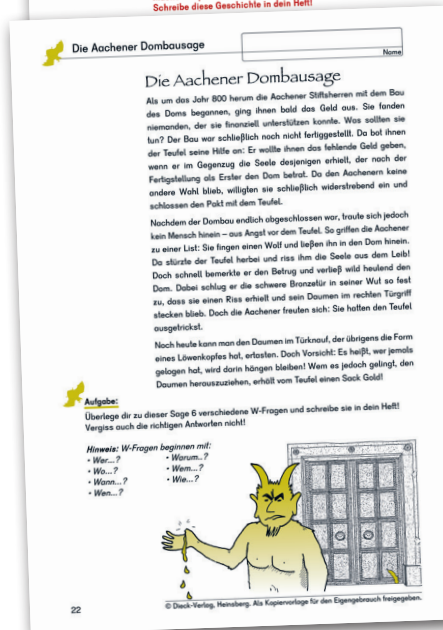 Schreibe diese Geschichte in dein Heft!
Die Aachener Dombausage
Name
Die Aachener Dombausage
Als um das Jahr 800 herum die Aachener Stiftsherren mit dem Bau
des Doms begannen, ging ihnen bald das Geld aus. Sie fanden
niemanden, der sie finanziell unterstützen konnte. Was sollten sie
tun? Der Bau war schließlich noch nicht fertiggestellt. Da bot ihnen
der Teufel seine Hilfe an: Er wollte ihnen das fehlende Geld geben,
wenn er im Gegenzug die Seele desjenigen erhielt, der nach der
Fertigstellung als Erster den Dom betrat. Da den Aachenern keine
andere Wahl blieb, willigten sie schließlich widerstrebend ein und
schlossen den Pakt mit dem Teufel.
Nachdem der Dombau endlich abgeschlossen war, traute sich jedoch
kein Mensch hinein – aus Angst vor dem Teufel. So griffen die Aachener
zu einer List: Sie fingen einen Wolf und ließen ihn in den Dom hinein.
Da stürzte der Teufel herbei und riss ihm die Seele aus dem Leib!
Doch schnell bemerkte er den Betrug und verließ wild heulend den
Dom. Dabei schlug er die schwere Bronzetür in seiner Wut so fest
zu, dass sie einen Riss erhielt und sein Daumen im rechten Türgriff
stecken blieb. Doch die Aachener freuten sich: Sie hatten den Teufel
ausgetrickst.
Noch heute kann man den Daumen im Türknauf, der übrigens die Form
eines Löwenkopfes hat, ertasten. Doch Vorsicht: Es heißt, wer jemals
gelogen hat, wird darin hängen bleiben! Wem es jedoch gelingt, den
Daumen herauszuziehen, erhält vom Teufel einen Sack Gold!
Aufgabe:
Überlege dir zu dieser Sage 6 verschiedene W-Fragen und schreibe sie in dein Heft!
Vergiss auch die richtigen Antworten nicht!
Hinweis: W-Fragen beginnen mit:
• Wer...?
• Wo...?
• Wann...?
• Wen...?
• Warum..?
• Wem...?
• Wie...?
© Dieck-Verlag, Heinsberg. Als Kopiervorlage für den Eigengebrauch freigegeben.
22